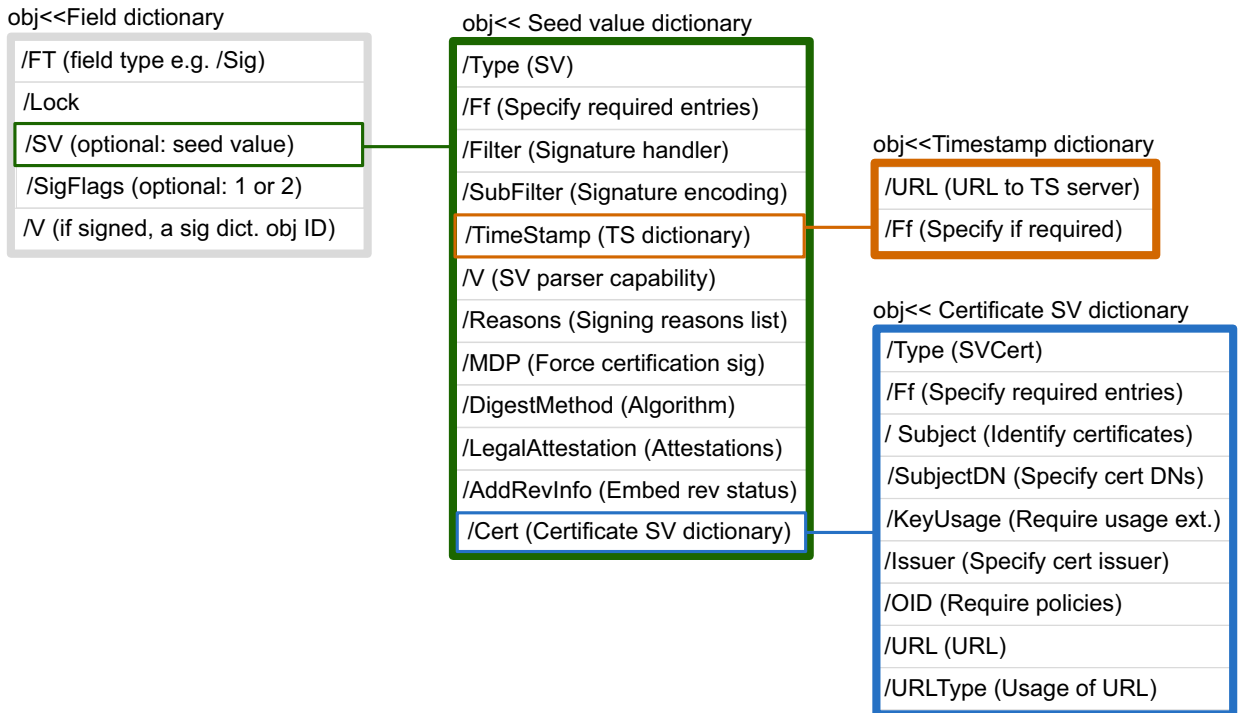 obj<<Field dictionary
/FT (field type e.g. /Sig)
/Lock
/SV (optional: seed value)
/SigFlags (optional: 1 or 2)
/V (if signed, a sig dict. obj ID)
obj<< Seed value dictionary
/Type (SV)
/Ff (Specify required entries)
/Filter (Signature handler)
/SubFilter (Signature encoding)
/TimeStamp (TS dictionary)
/V (SV parser capability)
/Reasons (Signing reasons list)
/MDP (Force certification sig)
/DigestMethod (Algorithm)
/LegalAttestation (Attestations)
/AddRevInfo (Embed rev status)
/Cert (Certificate SV dictionary)
obj<<Timestamp dictionary
/URL (URL to TS server)
/Ff (Specify if required)
obj<< Certificate SV dictionary
/Type (SVCert)
/Ff (Specify required entries)
/ Subject (Identify certificates)
/SubjectDN (Specify cert DNs)
/KeyUsage (Require usage ext.)
/Issuer (Specify cert issuer)
/OID (Require policies)
/URL (URL)
/URLType (Usage of URL)